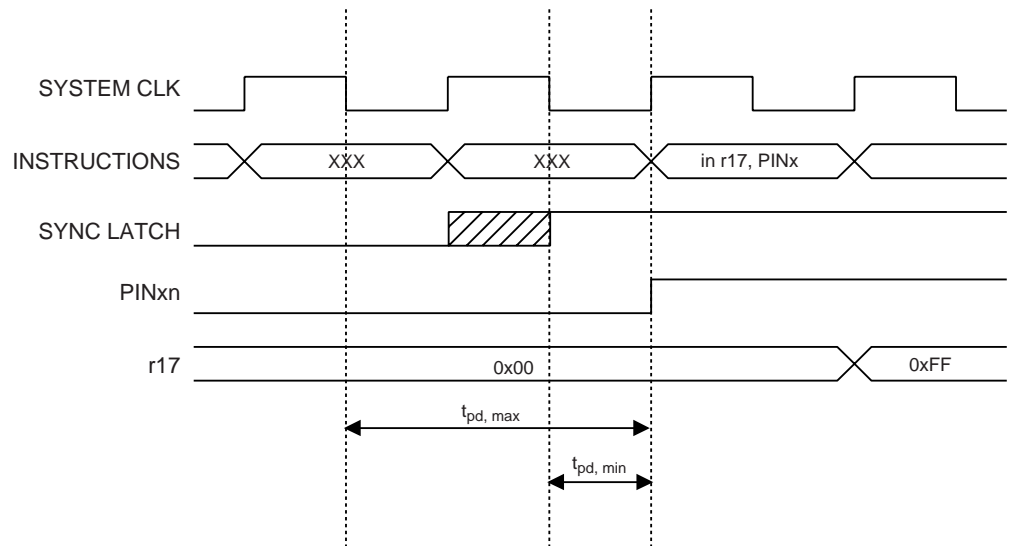 SYSTEM CLK
INSTRUCTIONS XXX XXX in r17, PINx
SYNC LATCH
PINxn
r17 0x00 0xFF
tpd, max
tpd, min